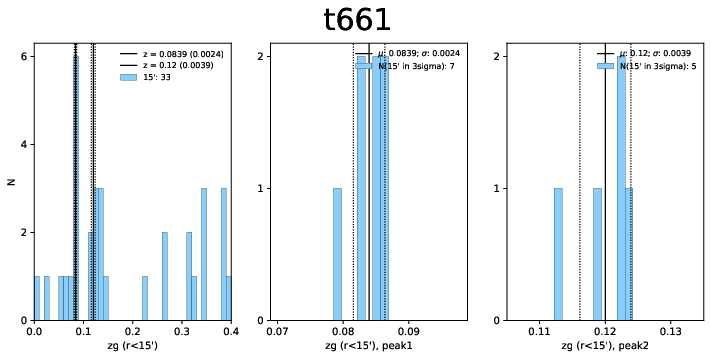 t661
z = 0.0839 (0.0024)
z = 0.12 (0.0039)
15': 33
N
6
4
2
0
0.0 0.1 0.2 0.3 0.4
zg (r<15')
μ: 0.0839; σ: 0.0024
N(15' in 3sigma): 7
2
1
0
0.07 0.08 0.09
zg (r<15'), peak1
μ: 0.12; σ: 0.0039
N(15' in 3sigma): 5
2
1
0
0.11 0.12 0.13
zg (r<15'), peak2